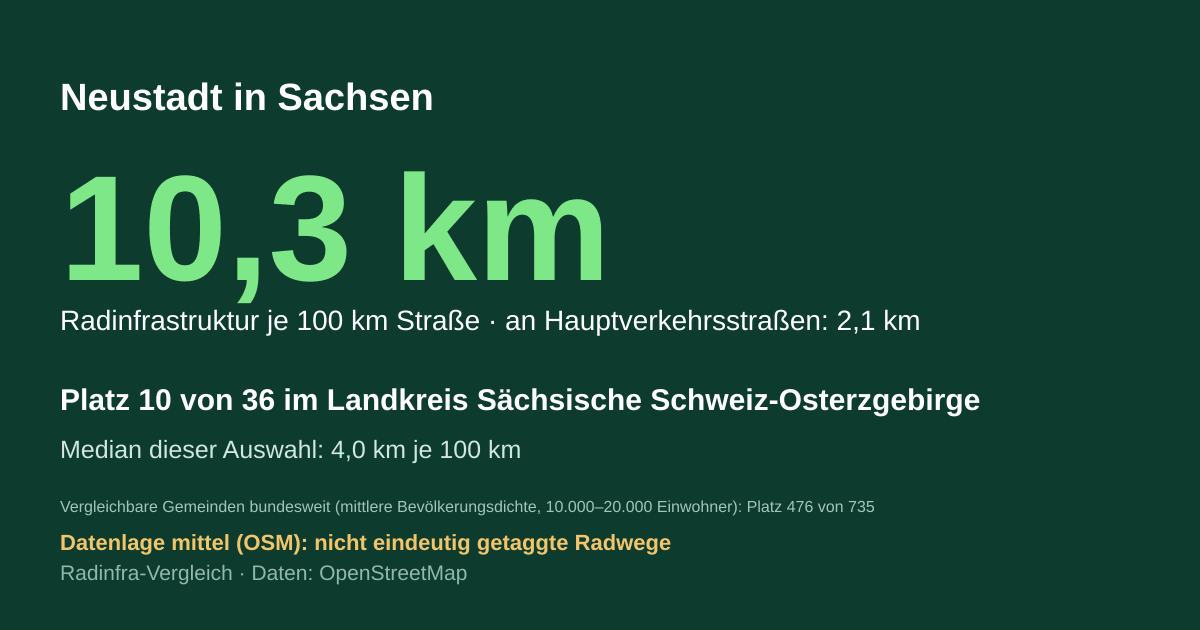 Neustadt in Sachsen
10,3 km
Radinfrastruktur je 100 km Straße · an Hauptverkehrsstraßen: 2,1 km
Platz 10 von 36 im Landkreis Sächsische Schweiz-Osterzgebirge
Median dieser Auswahl: 4,0 km je 100 km
Vergleichbare Gemeinden bundesweit (mittlere Bevölkerungsdichte, 10.000–20.000 Einwohner): Platz 476 von 735
Datenlage mittel (OSM): nicht eindeutig getaggte Radwege
Radinfra-Vergleich · Daten: OpenStreetMap